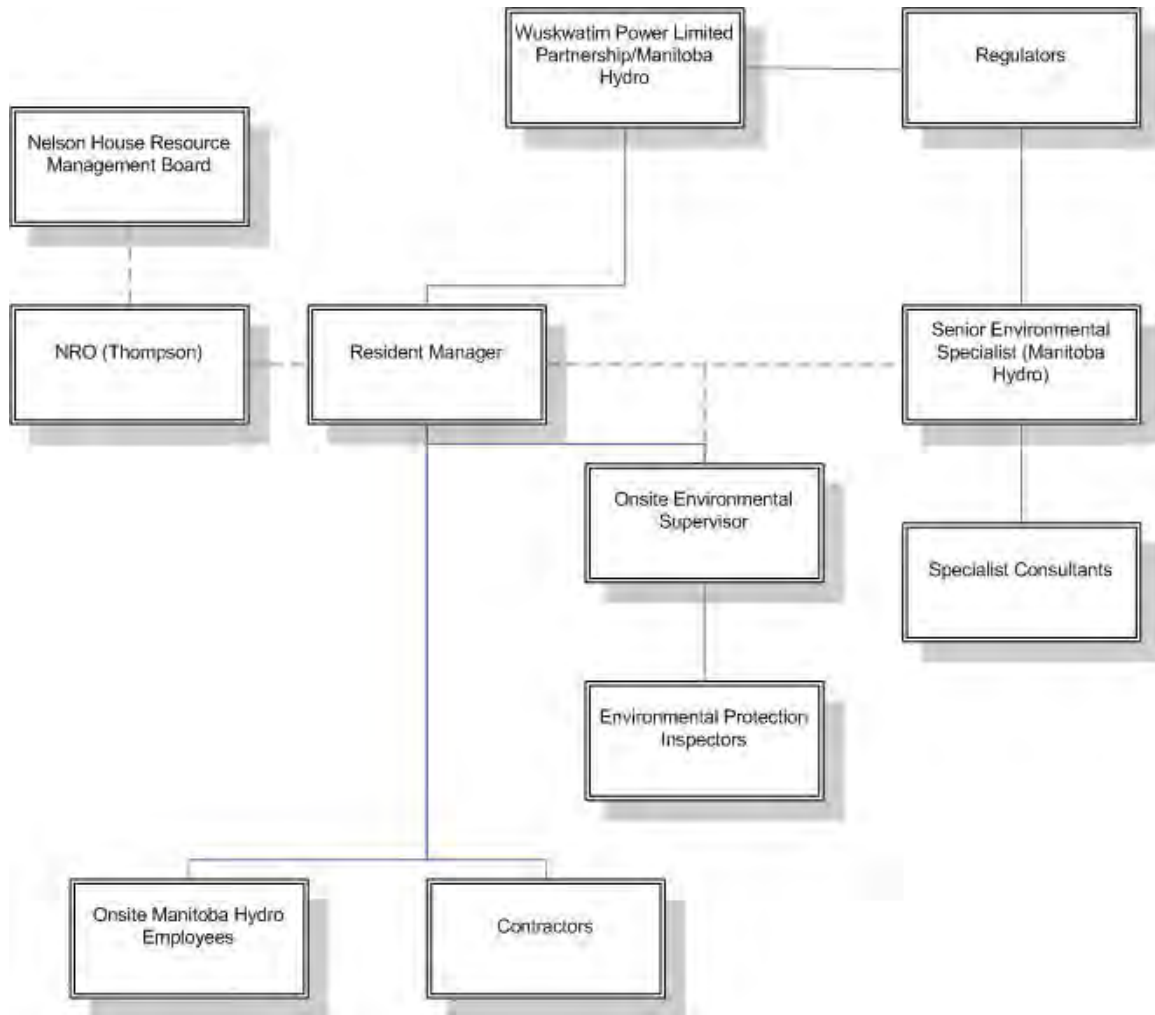 Wuskwatim Power Limited
Partnership/Manitoba
Hydro
Regulators
Nelson House Resource
Management Board
NRO (Thompson)
Resident Manager
Senior Environmental
Specialist (Manitoba
Hydro)
Onsite Environmental
Supervisor
Specialist Consultants
Environmental Protection
Inspectors
Onsite Manitoba Hydro
Employees
Contractors